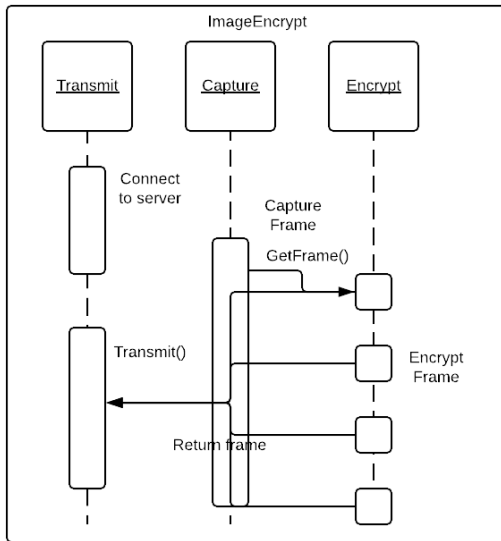 ImageEncrypt
Transmit
Capture
Encrypt
Connect
to server
Capture
Frame
GetFrame()
Transmit()
Encrypt
Frame
Return frame